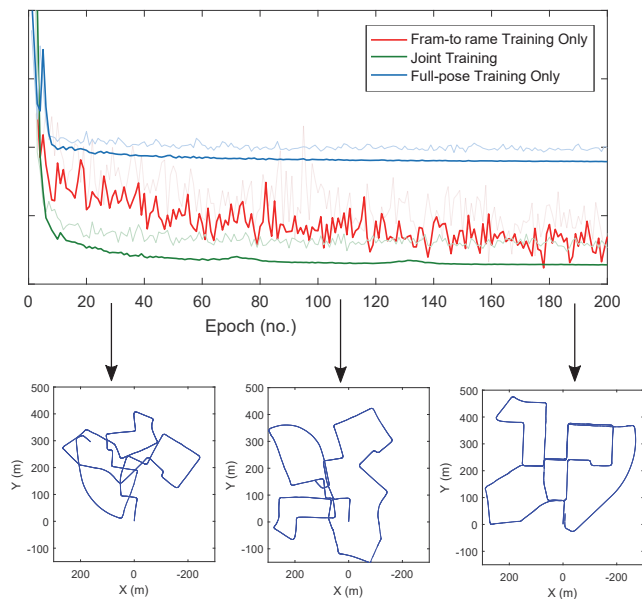 Fram-to rame Training Only
Joint Training
Full-pose Training Only
0 20 40 60 80 100 120 140 160 180 200
Epoch (no.)
500
400
300
200
100
0
-100
Y (m)
200 0 -200
X (m)
500
400
300
200
100
0
-100
Y (m)
200 0 -200
X (m)
500
400
300
200
100
0
-100
Y (m)
200 0 -200
X (m)